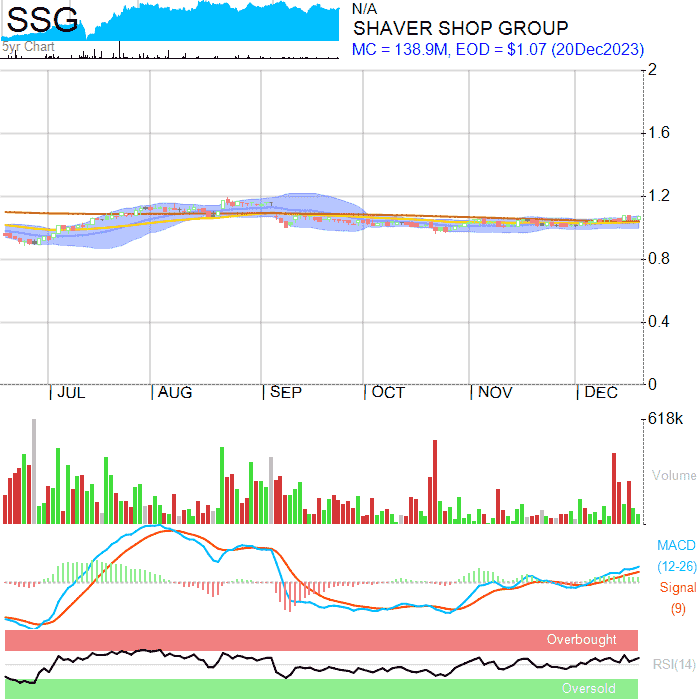 SSG
5yr Chart
N/A
SHAVER SHOP GROUP
MC = 138.9M, EOD = $1.07 (20Dec2023)
2
1.6
1.2
0.8
0.4
0
JUL AUG SEP OCT NOV DEC
618k
Volume
MACD
(12-26)
Signal
(9)
Overbought
RSI(14)
Oversold